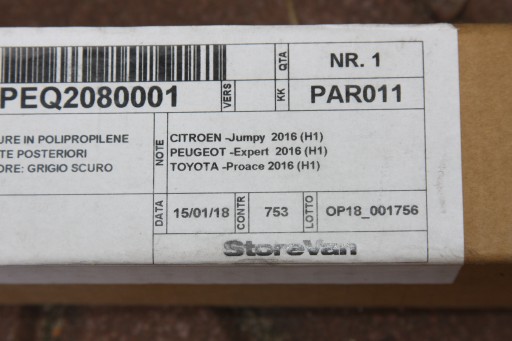 QTA NR. 1
PEQ2080001 VERS KK PAR011
URE IN POLIPROPILENE
TE POSTERIORI
ORE: GRIGIO SCURO
NOTE
CITROEN -Jumpy 2016 (H1)
PEUGEOT -Expert 2016 (H1)
TOYOTA -Proace 2016 (H1)
DATA 15/01/18 CONTR 753 LOTTO OP18_001756
StoreVan